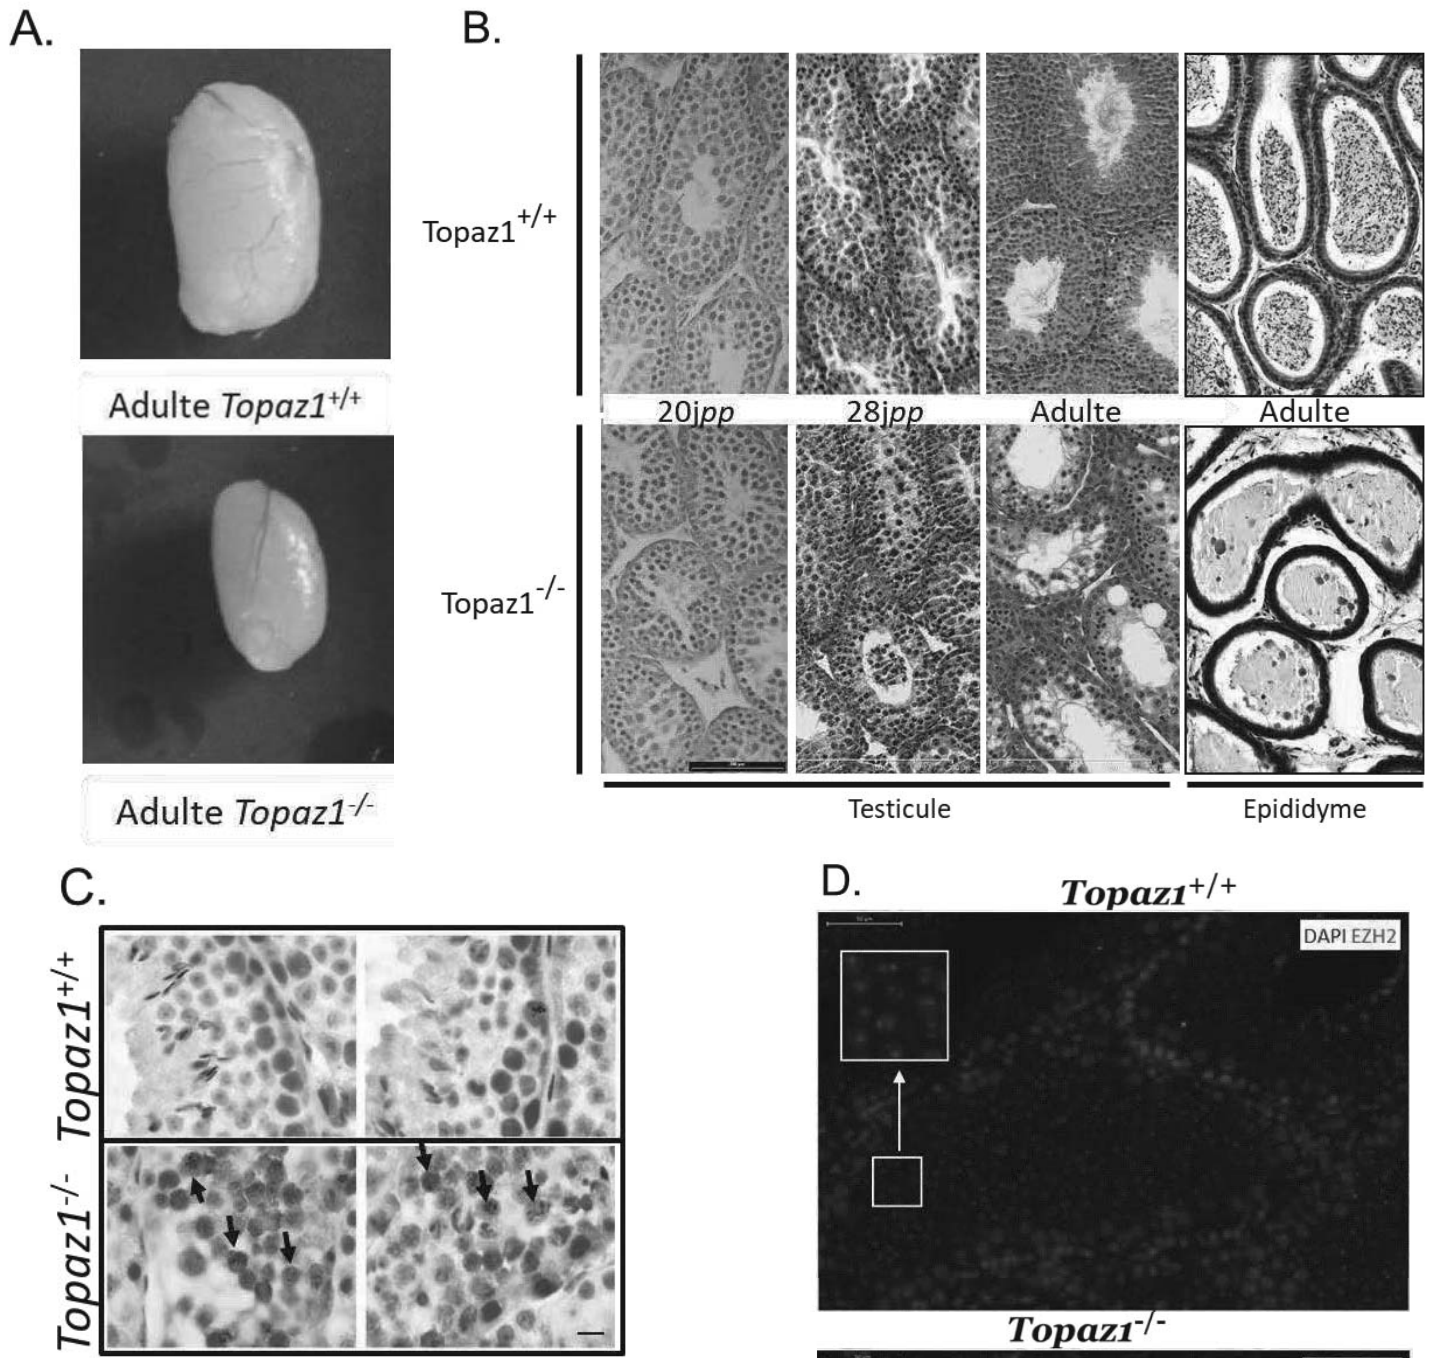 A.
B.
Topaz1+/+
Adulte Topaz1+/+
20jpp 28jpp Adulte Adulte
Topaz1-/-
Adulte Topaz1-/-
Testicule Epididyme
C.
D.
Topaz1+/+
DAPI EZH2
Topaz1+/+
Topaz1-/-
Topaz1-/-